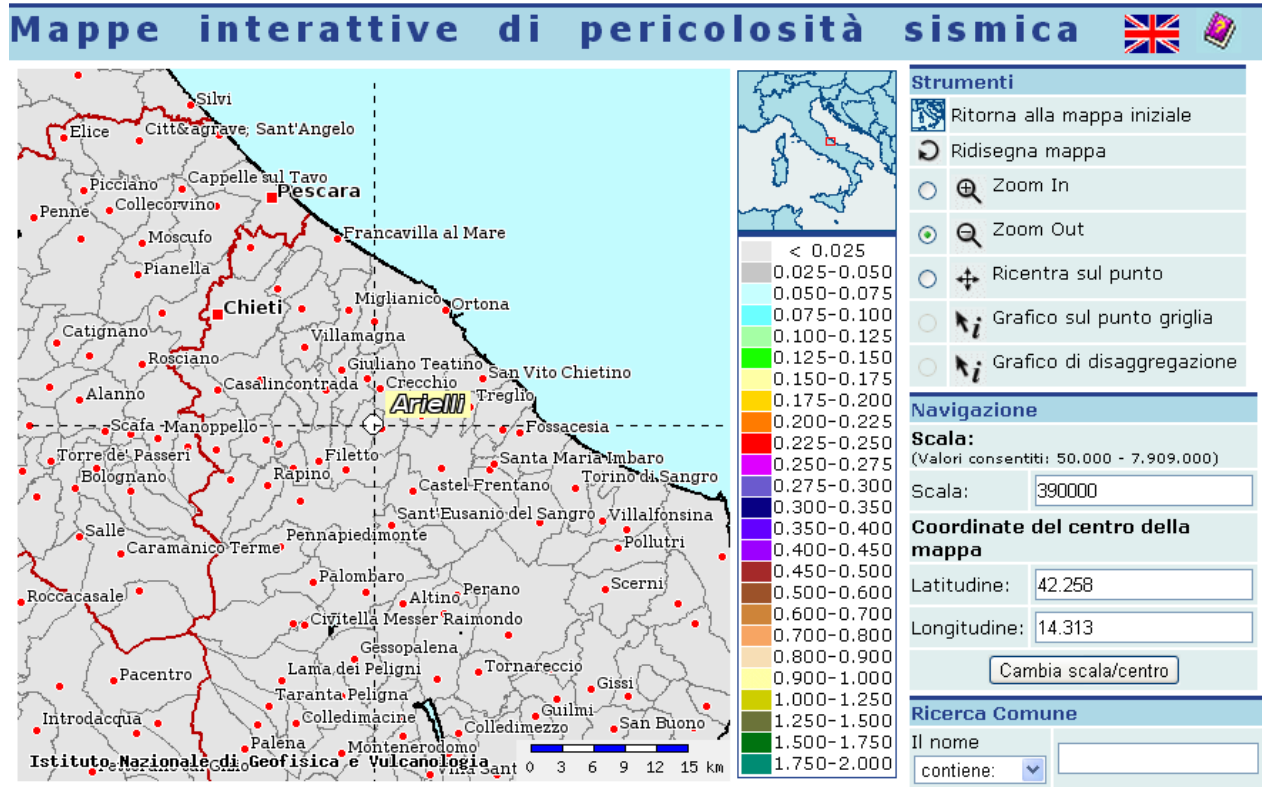 Mappe interattive di pericolosità sismica
Silvi
Elice
Citt&agrave; Sant'Angelo
Picciano
Cappelle sul Tavo
Pescara
Penne
Collecorvino
Francavilla al Mare
Moscufo
Pianella
Chieti
Miglianico
Ortona
Catignano
Villamagna
Rosciano
Giuliano Teatino
San Vito Chietino
Casalincontrada
Crecchio
Alanno
Arielli
Treglio
Scafa
Manoppello
Fossacesia
Torre de' Passeri
Filetto
Santa Maria Imbaro
Bolognano
Rapino
Castel Frentano
Torino di Sangro
Sant'Eusanio del Sangro
Villalfonsina
Salle
Pennapiedimonte
Caramanico Terme
Pollutri
Palombaro
Scerni
Roccacasale
Altino
Perano
Civitella Messer Raimondo
Gessopalena
Pacentro
Lama dei Peligni
Tornareccio
Taranta Peligna
Gissi
Introdacqua
Colledimacine
Guilmi
Colledimezzo
San Buono
Palena
Montenerodomo
Istituto Nazionale di Geofisica e Vulcanologia
Villa Sant
0 3 6 9 12 15 km
< 0.025
0.025-0.050
0.050-0.075
0.075-0.100
0.100-0.125
0.125-0.150
0.150-0.175
0.175-0.200
0.200-0.225
0.225-0.250
0.250-0.275
0.275-0.300
0.300-0.350
0.350-0.400
0.400-0.450
0.450-0.500
0.500-0.600
0.600-0.700
0.700-0.800
0.800-0.900
0.900-1.000
1.000-1.250
1.250-1.500
1.500-1.750
1.750-2.000
Strumenti
Ritorna alla mappa iniziale
Ridisegna mappa
Zoom In
Zoom Out
Ricentra sul punto
Grafico sul punto griglia
Grafico di disaggregazione
Navigazione
Scala:
(Valori consentiti: 50.000 - 7.909.000)
Scala: 390000
Coordinate del centro della
mappa
Latitudine: 42.258
Longitudine: 14.313
Cambia scala/centro
Ricerca Comune
Il nome
contiene: